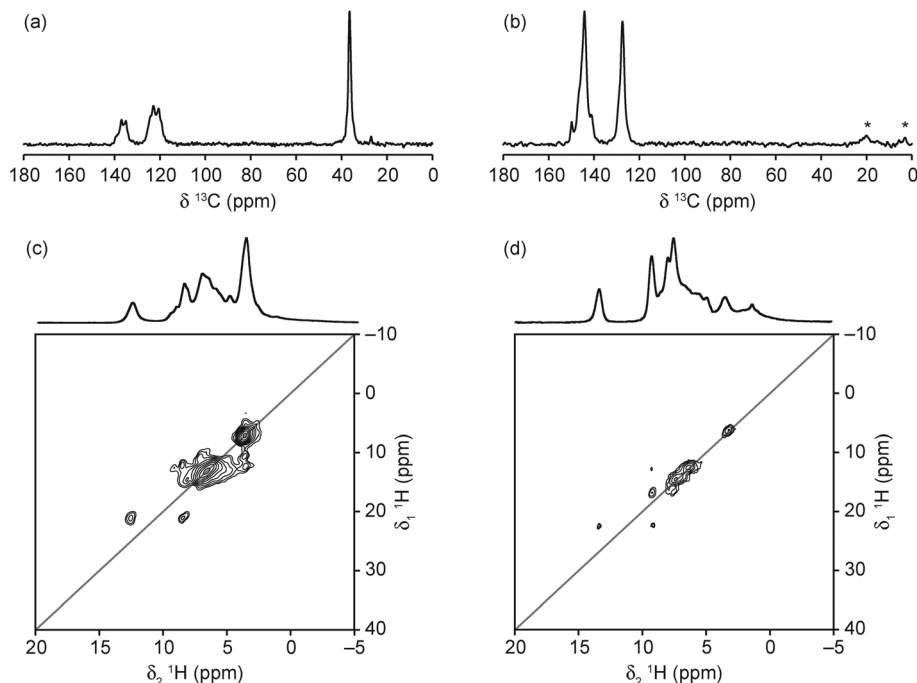 (a)
180 160 140 120 100 80 60 40 20 0
δ ¹³C (ppm)
(b)
180 160 140 120 100 80 60 40 20 0
δ ¹³C (ppm)
* *
(c)
–10
0
10
20
30
40
δ₁ ¹H (ppm)
20 15 10 5 0 –5
δ₂ ¹H (ppm)
(d)
–10
0
10
20
30
40
δ₁ ¹H (ppm)
20 15 10 5 0 –5
δ₂ ¹H (ppm)